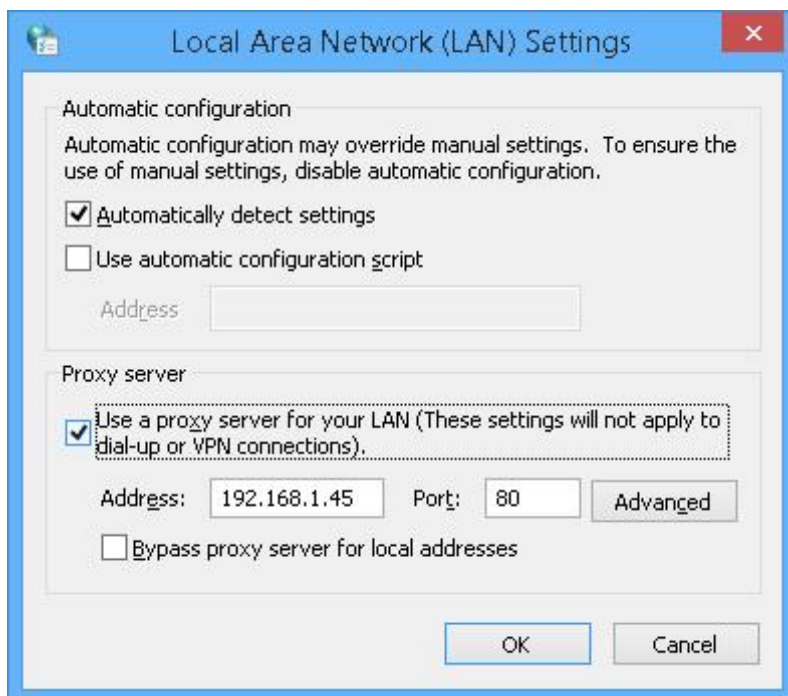 Local Area Network (LAN) Settings
Automatic configuration
Automatic configuration may override manual settings. To ensure the
use of manual settings, disable automatic configuration.
Automatically detect settings
Use automatic configuration script
Address
Proxy server
Use a proxy server for your LAN (These settings will not apply to
dial-up or VPN connections).
Address: 192.168.1.45 Port: 80 Advanced
Bypass proxy server for local addresses
OK Cancel